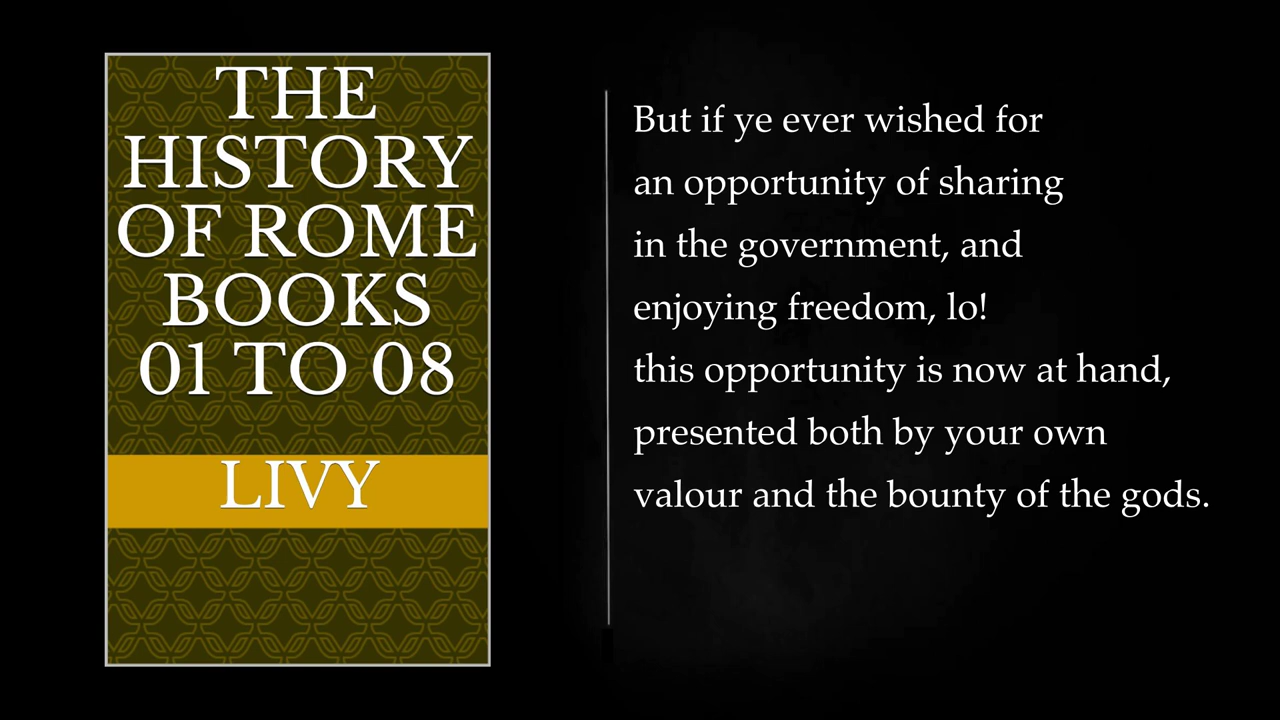 THE
HISTORY
OF ROME
BOOKS
01 TO 08
LIVY
But if ye ever wished for
an opportunity of sharing
in the government, and
enjoying freedom, lo!
this opportunity is now at hand,
presented both by your own
valour and the bounty of the gods.